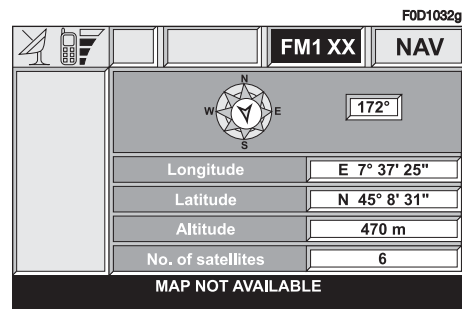 F0D1032g
FM1 XX NAV
N
W E
S
172°
Longitude E 7° 37' 25"
Latitude N 45° 8' 31"
Altitude 470 m
No. of satellites 6
MAP NOT AVAILABLE